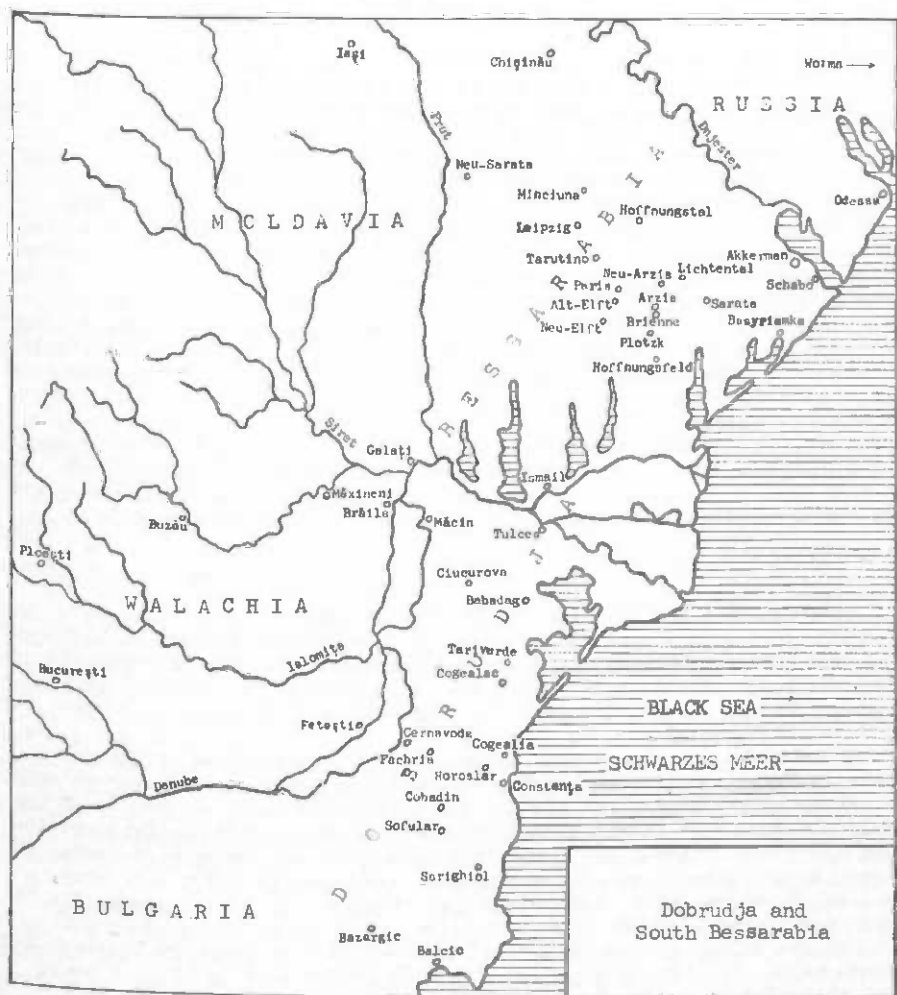 Iaşi
Chişinău
Worms →
RUSSIA
Prut
Dnjester
Neu-Sarata
Minciuna
Odessa
MOLDAVIA
Hoffnungstal
Leipzig
BESSARABIA
Tarutino
Akkerman
Neu-Arzis
Lichtental
Schabo
Paris
Alt-Elft
Arzis
Sarata
Neu-Elft
Brienne
Plotzk
Hoffnungsfeld
Siret
Galaţi
Ismail
Măxineni
Brăila
Măcin
Buzău
Tulcea
Ploeşti
Ciucurova
WALACHIA
Babadag
Ialomiţa
Tariverde
Bucureşti
Cogealac
BLACK SEA
Feteşti
Cernavoda
Cogealia
SCHWARZES MEER
Fachria
Horoslar
Danube
Constanţa
Cobadin
Sofular
DOBRUDJA
Sarighiol
BULGARIA
Bazargic
Balcic
Dobrudja and
South Bessarabia